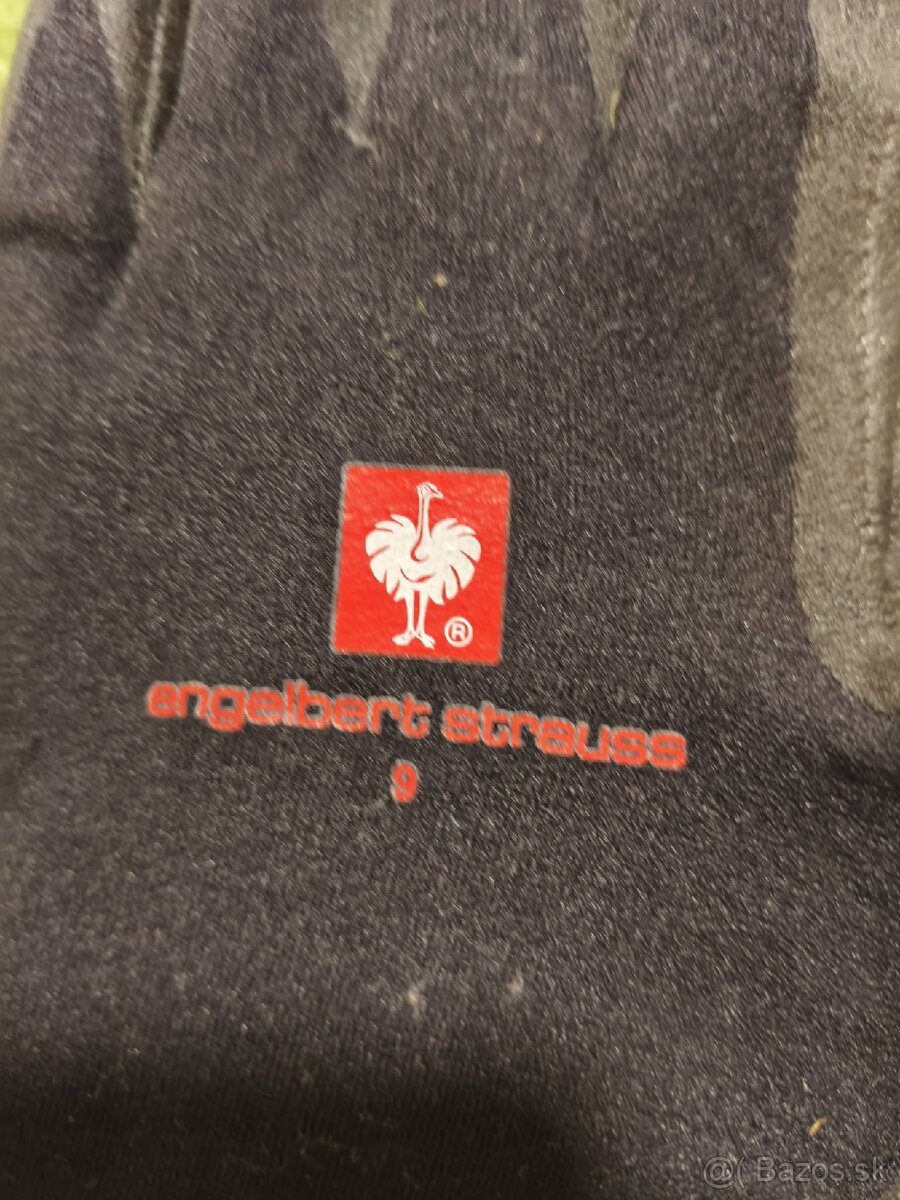 ®
engelbert strauss
9
@( Bazos.sk